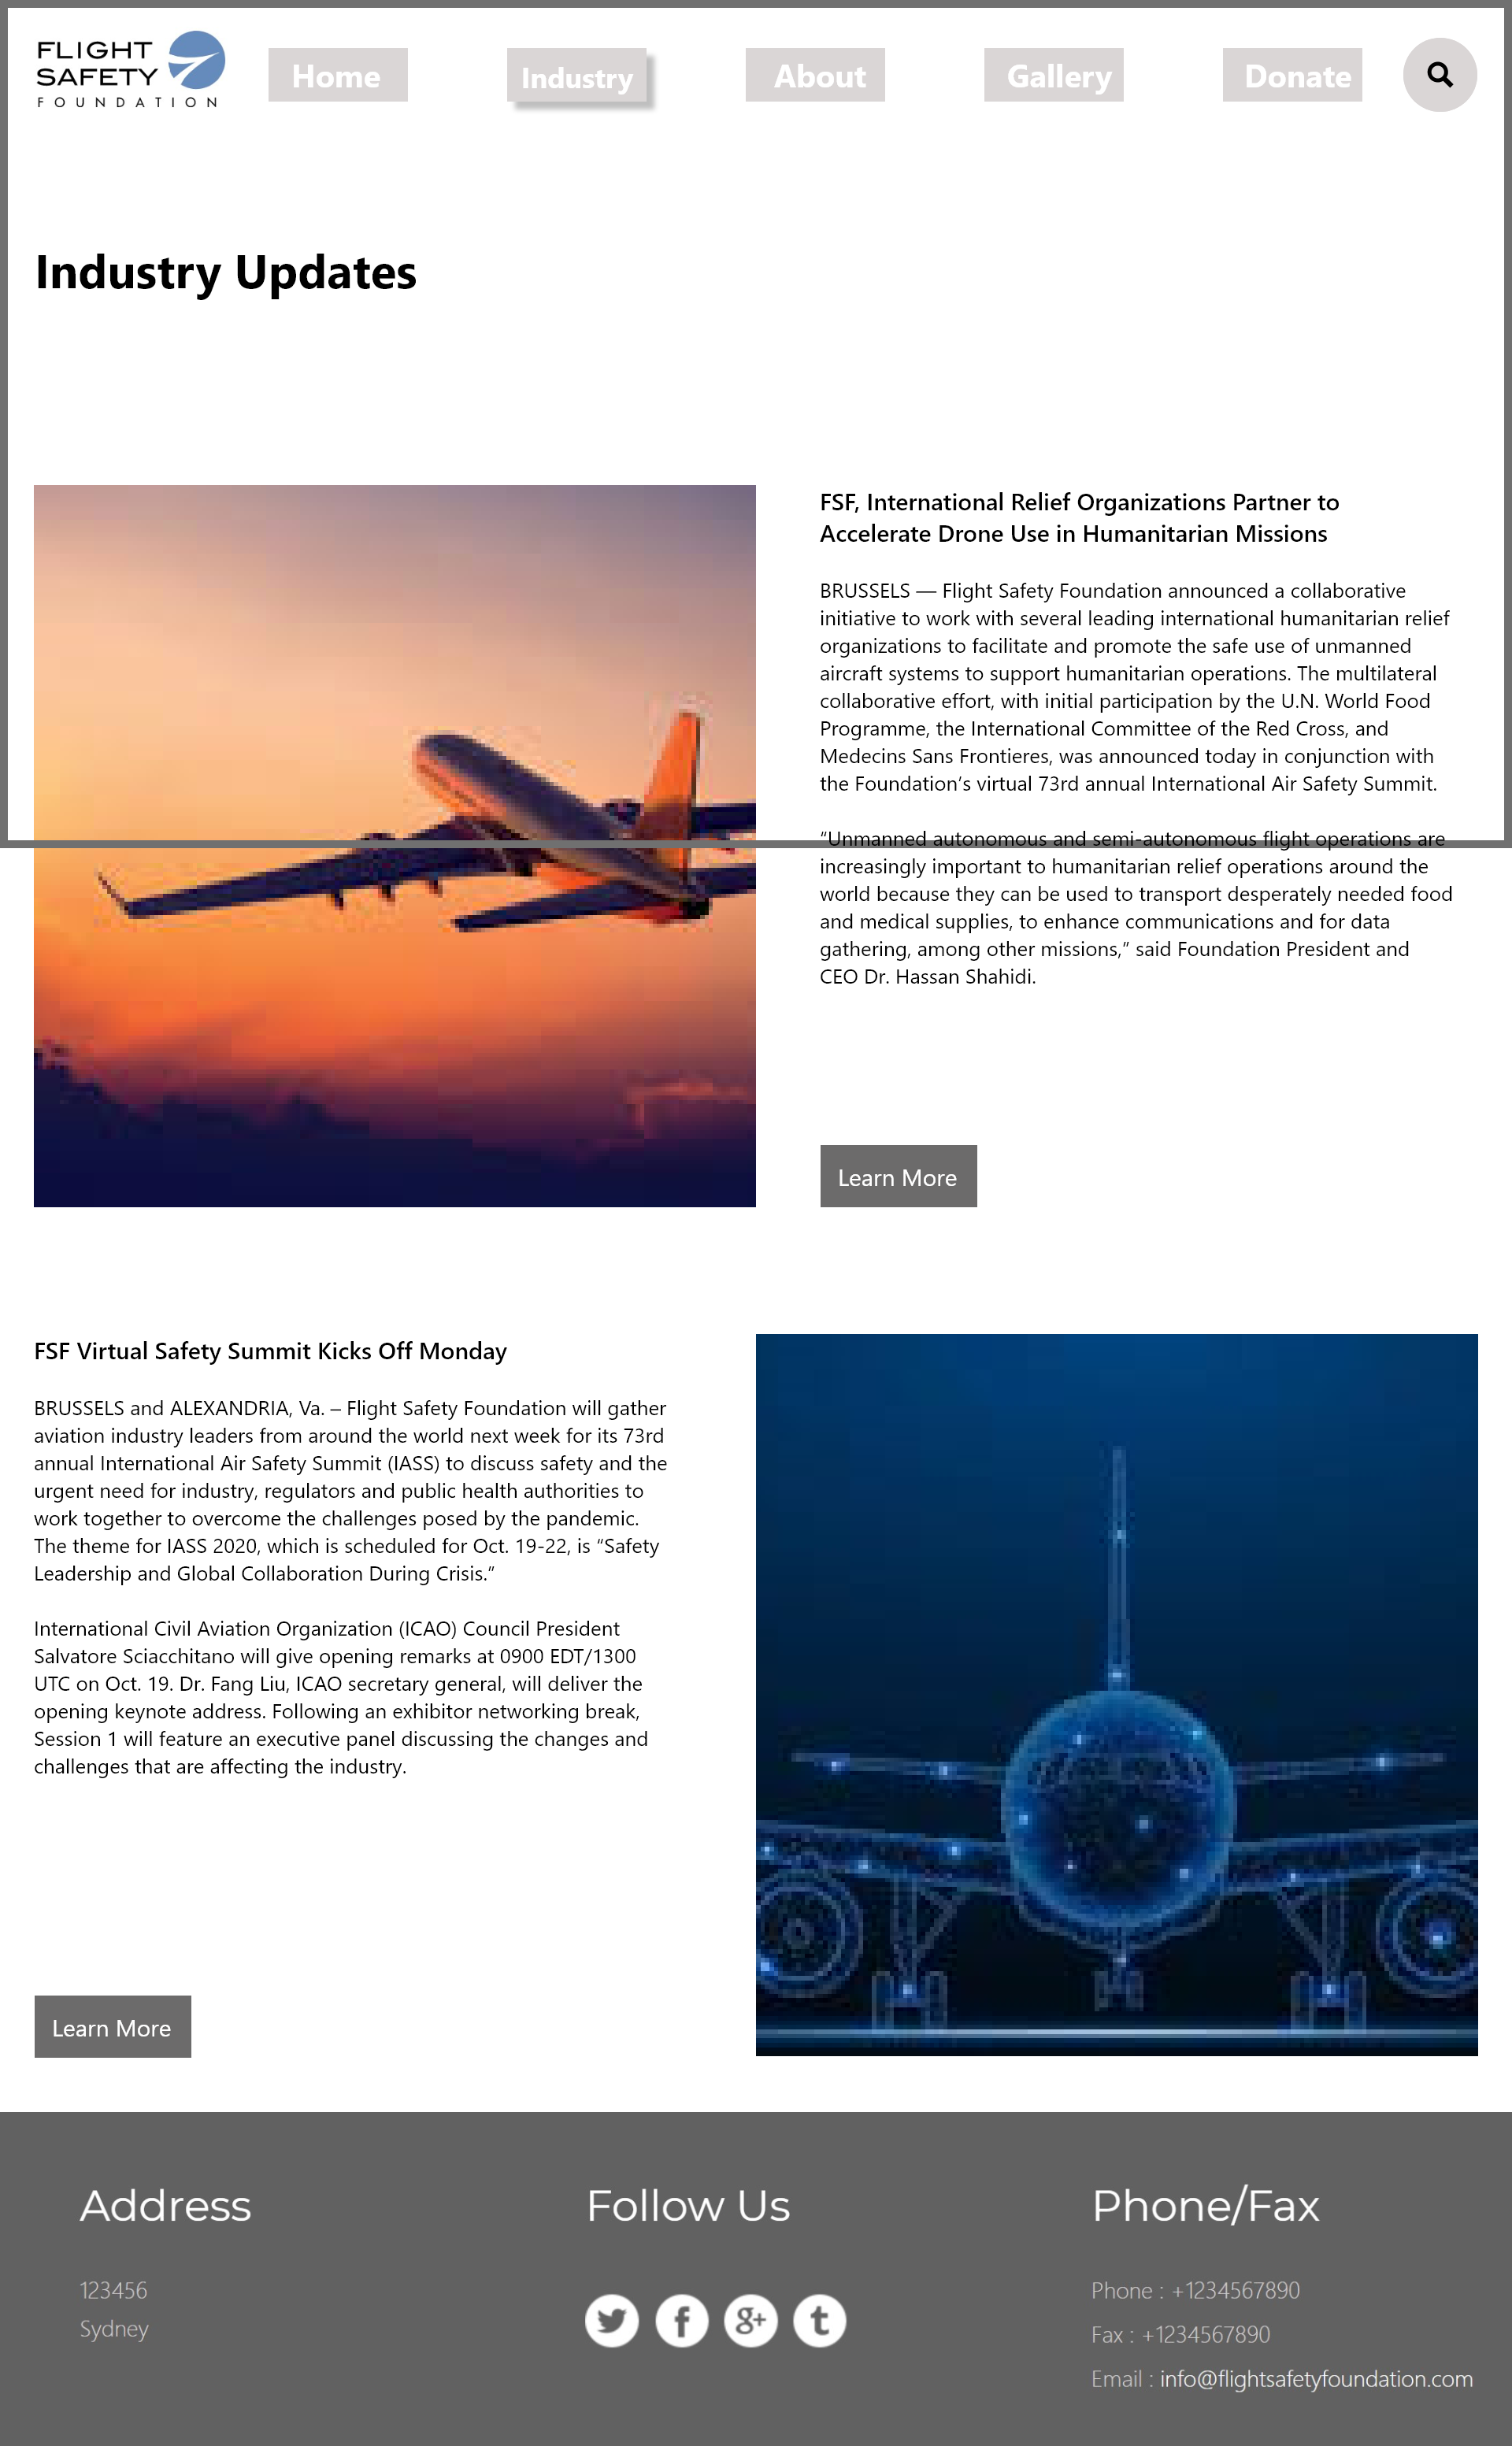 FLIGHT
SAFETY
FOUNDATION
Home
Industry
About
Gallery
Donate
Industry Updates
FSF, International Relief Organizations Partner to
Accelerate Drone Use in Humanitarian Missions
BRUSSELS — Flight Safety Foundation announced a collaborative
initiative to work with several leading international humanitarian relief
organizations to facilitate and promote the safe use of unmanned
aircraft systems to support humanitarian operations. The multilateral
collaborative effort, with initial participation by the U.N. World Food
Programme, the International Committee of the Red Cross, and
Medecins Sans Frontieres, was announced today in conjunction with
the Foundation’s virtual 73rd annual International Air Safety Summit.
“Unmanned autonomous and semi-autonomous flight operations are
increasingly important to humanitarian relief operations around the
world because they can be used to transport desperately needed food
and medical supplies, to enhance communications and for data
gathering, among other missions,” said Foundation President and
CEO Dr. Hassan Shahidi.
Learn More
FSF Virtual Safety Summit Kicks Off Monday
BRUSSELS and ALEXANDRIA, Va. – Flight Safety Foundation will gather
aviation industry leaders from around the world next week for its 73rd
annual International Air Safety Summit (IASS) to discuss safety and the
urgent need for industry, regulators and public health authorities to
work together to overcome the challenges posed by the pandemic.
The theme for IASS 2020, which is scheduled for Oct. 19-22, is “Safety
Leadership and Global Collaboration During Crisis.”
International Civil Aviation Organization (ICAO) Council President
Salvatore Sciacchitano will give opening remarks at 0900 EDT/1300
UTC on Oct. 19. Dr. Fang Liu, ICAO secretary general, will deliver the
opening keynote address. Following an exhibitor networking break,
Session 1 will feature an executive panel discussing the changes and
challenges that are affecting the industry.
Learn More
Address
123456
Sydney
Follow Us
f
g+
t
Phone/Fax
Phone : +1234567890
Fax : +1234567890
Email : info@flightsafetyfoundation.com